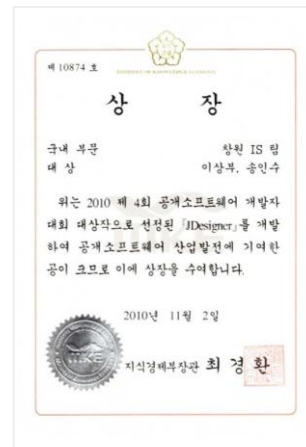 제 10874 호
MINISTRY OF KNOWLEDGE ECONOMY
상 장
국내 부문 창원 IS 팀
대 상 이상부, 송인수
위는 2010 제 4회 공개소프트웨어 개발자
대회 대상작으로 선정된 「JDesigner」를 개발
하여 공개소프트웨어 산업발전에 기여한
공이 크므로 이에 상장을 수여합니다.
2010년 11월 2일
지식경제부장관 최경환
MKE